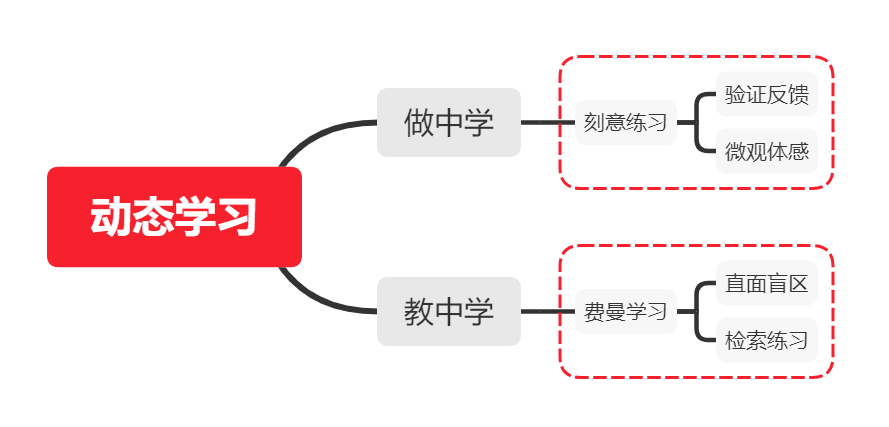 动态学习
做中学
刻意练习
验证反馈
微观体感
教中学
费曼学习
直面盲区
检索练习